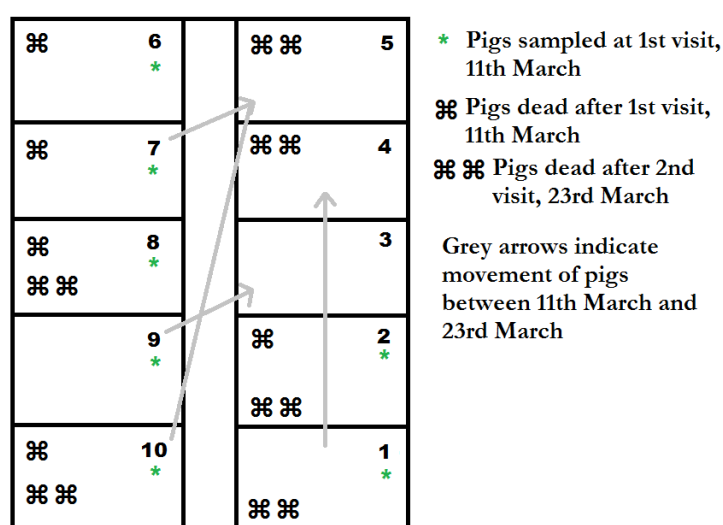 ⌘ 6 *
⌘ ⌘ 5
⌘ 7 *
⌘ ⌘ 4
⌘ 8 *
⌘ ⌘
3
9 *
⌘ 2 *
⌘ ⌘
⌘ 10 *
⌘ ⌘
1 *
⌘ ⌘
* Pigs sampled at 1st visit,
11th March
⌘ Pigs dead after 1st visit,
11th March
⌘ ⌘ Pigs dead after 2nd
visit, 23rd March
Grey arrows indicate
movement of pigs
between 11th March and
23rd March